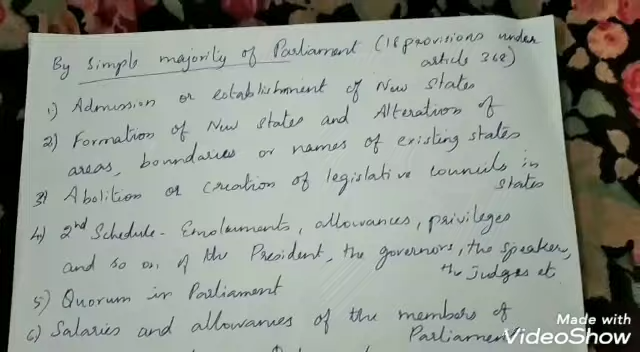 By Simple majority of Parliament (18 provisions under
article 368)
1) Admission or establishment of New States
2) Formation of New States and Alteration of
areas, boundaries or names of existing states
3) Abolition or creation of legislative councils in
states
4) 2nd Schedule - Emoluments, allowances, privileges
and so on of the President, the governors, the Speaker,
the Judges et
5) Quorum in Parliament
6) Salaries and allowances of the members of
Parliament
Made with
VideoShow